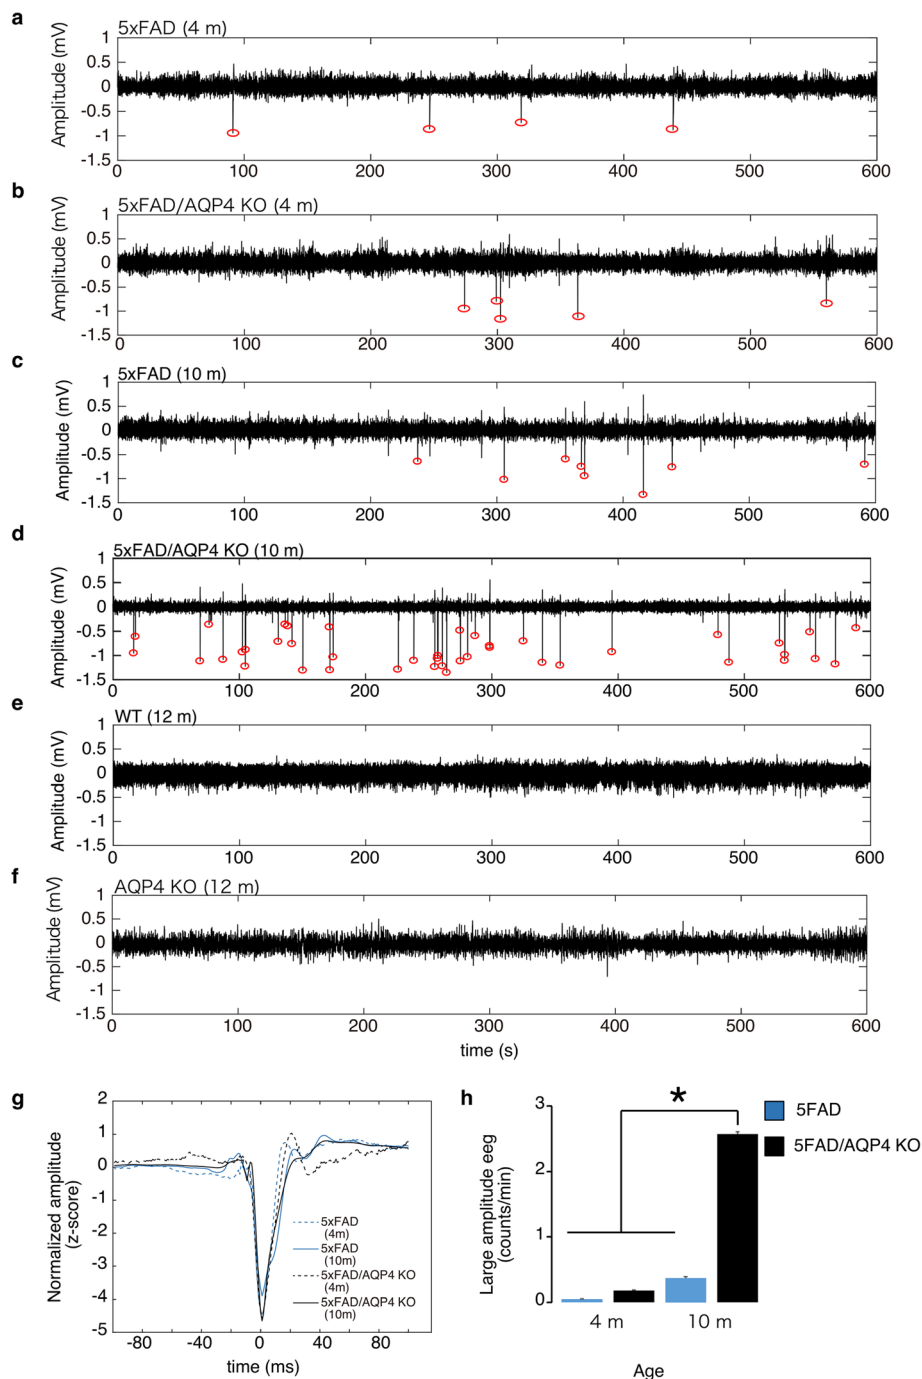 a
5xFAD (4 m)
Amplitude (mV)
1
0.5
0
-0.5
-1
-1.5
0 100 200 300 400 500 600
b
5xFAD/AQP4 KO (4 m)
Amplitude (mV)
1
0.5
0
-0.5
-1
-1.5
0 100 200 300 400 500 600
c
5xFAD (10 m)
Amplitude (mV)
1
0.5
0
-0.5
-1
-1.5
0 100 200 300 400 500 600
d
5xFAD/AQP4 KO (10 m)
Amplitude (mV)
1
0.5
0
-0.5
-1
-1.5
0 100 200 300 400 500 600
e
WT (12 m)
Amplitude (mV)
1
0.5
0
-0.5
-1
-1.5
0 100 200 300 400 500 600
f
AQP4 KO (12 m)
Amplitude (mV)
1
0.5
0
-0.5
-1
-1.5
0 100 200 300 400 500 600
time (s)
g
Normalized amplitude
(z-score)
2
1
0
-1
-2
-3
-4
-5
5xFAD
(4m)
5xFAD
(10m)
5xFAD/AQP4 KO
(4m)
5xFAD/AQP4 KO
(10m)
-80 -40 0 40 80
time (ms)
h
Large amplitude eeg
(counts/min)
3
2
1
0
*
5FAD
5FAD/AQP4 KO
4 m 10 m
Age